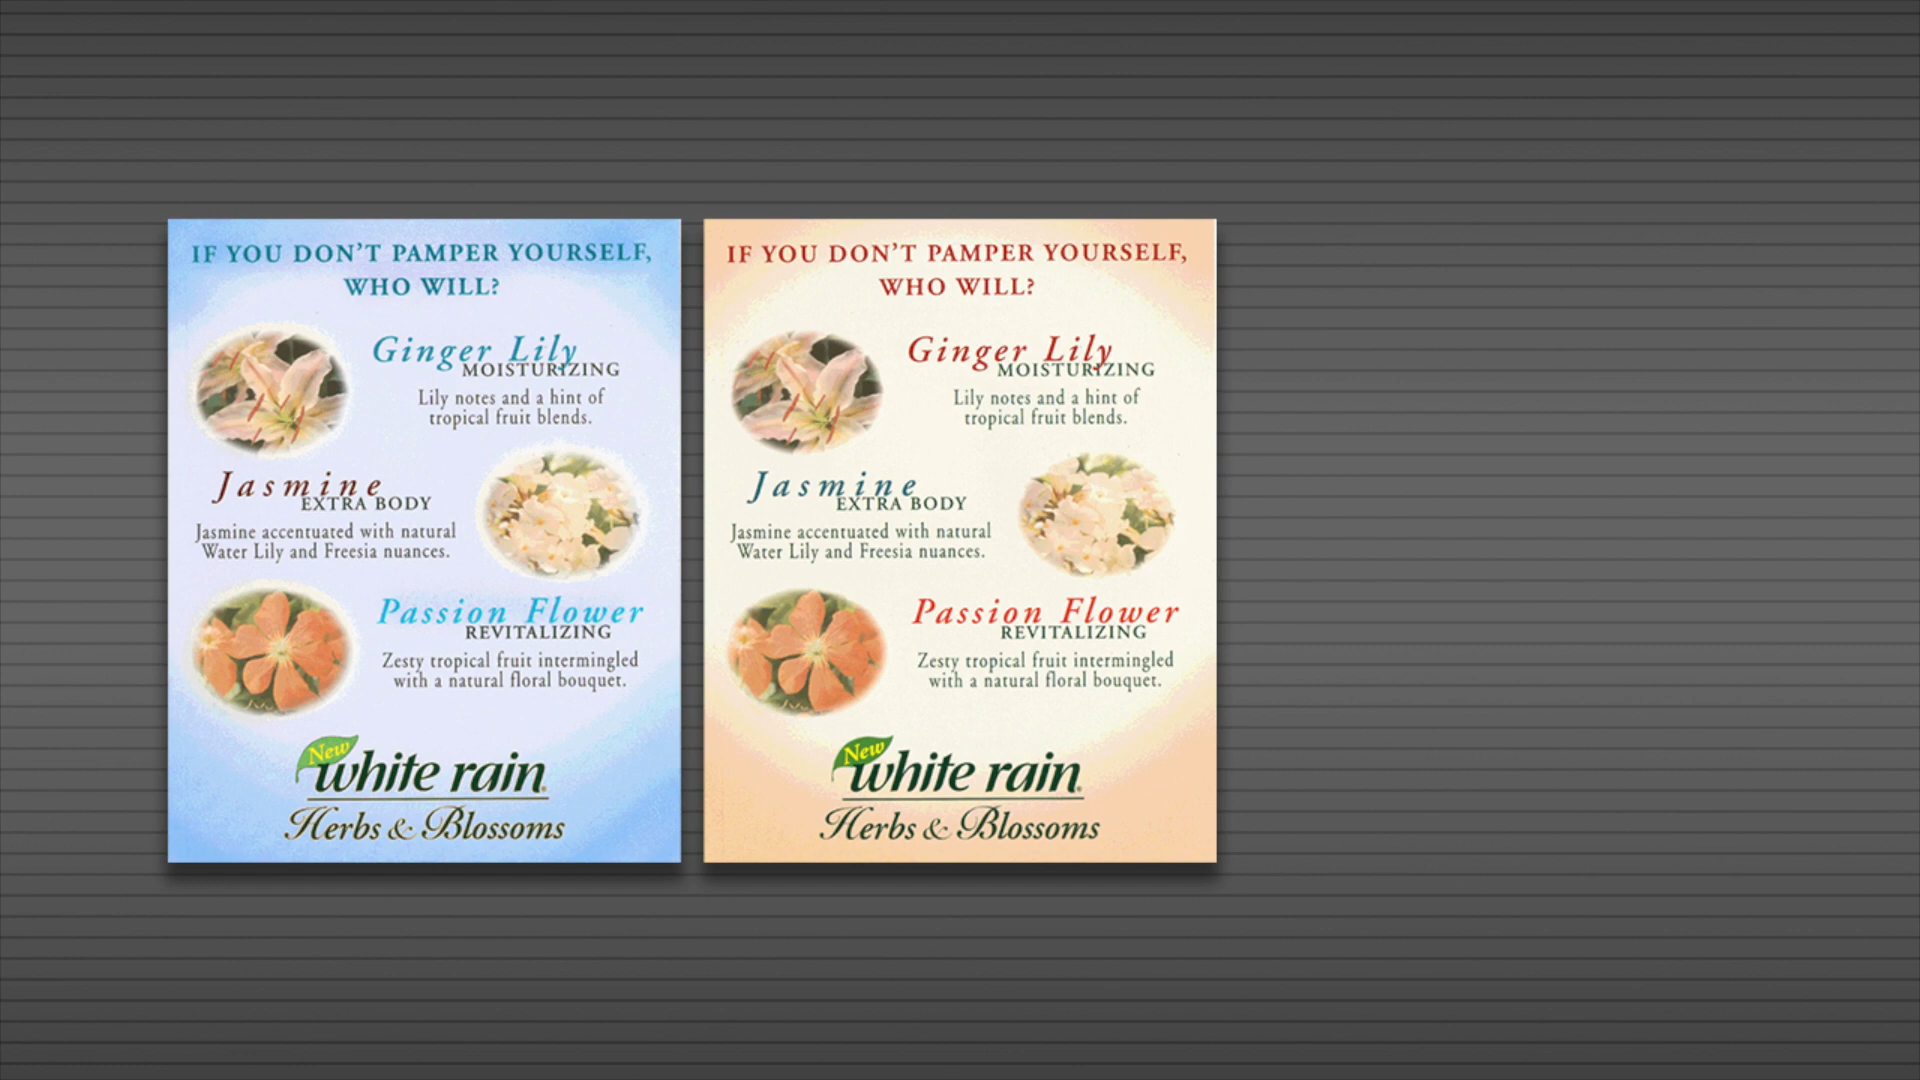 IF YOU DON'T PAMPER YOURSELF,
WHO WILL?
Ginger Lily
MOISTURIZING
Lily notes and a hint of
tropical fruit blends.
Jasmine
EXTRA BODY
Jasmine accentuated with natural
Water Lily and Freesia nuances.
Passion Flower
REVITALIZING
Zesty tropical fruit intermingled
with a natural floral bouquet.
New
white rain
Herbs & Blossoms
IF YOU DON'T PAMPER YOURSELF,
WHO WILL?
Ginger Lily
MOISTURIZING
Lily notes and a hint of
tropical fruit blends.
Jasmine
EXTRA BODY
Jasmine accentuated with natural
Water Lily and Freesia nuances.
Passion Flower
REVITALIZING
Zesty tropical fruit intermingled
with a natural floral bouquet.
New
white rain
Herbs & Blossoms